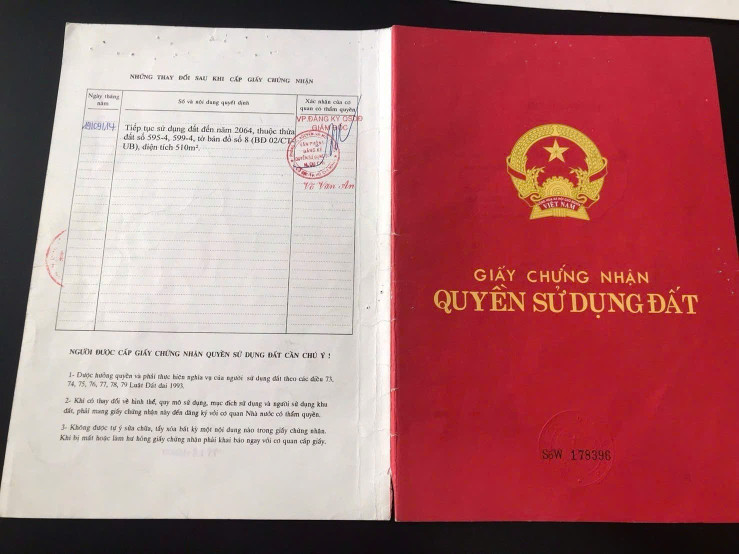 NHỮNG THAY ĐỔI SAU KHI CẤP GIẤY CHỨNG NHẬN
Ngày tháng
năm
Số và nội dung quyết định
Xác nhận của cơ
quan có thẩm quyền
Tiếp tục sử dụng đất đến năm 2064, thuộc thửa
đất số 595-4, 599-4, tờ bản đồ số 8 (BĐ 02/CT-
UB), diện tích 510m².
VP.ĐĂNG KÝ QSDĐ
GIÁM ĐỐC
VĂN PHÒNG
ĐĂNG KÝ
Võ Văn An
NGƯỜI ĐƯỢC CẤP GIẤY CHỨNG NHẬN QUYỀN SỬ DỤNG ĐẤT CẦN CHÚ Ý !
1- Được hưởng quyền và phải thực hiện nghĩa vụ của người sử dụng đất theo các điều 73,
74, 75, 76, 77, 78, 79 Luật Đất đai 1993.
2- Khi có thay đổi về hình thể, quy mô sử dụng, mục đích sử dụng và người sử dụng khu
đất, phải mang giấy chứng nhận này đến đăng ký với cơ quan Nhà nước có thẩm quyền.
3- Không được tự ý sửa chữa, tẩy xóa bất kỳ một nội dung nào trong giấy chứng nhận.
Khi bị mất hoặc làm hư hỏng giấy chứng nhận phải khai báo ngay với cơ quan cấp giấy.
VIỆT NAM
GIẤY CHỨNG NHẬN
QUYỀN SỬ DỤNG ĐẤT
Số W 178396